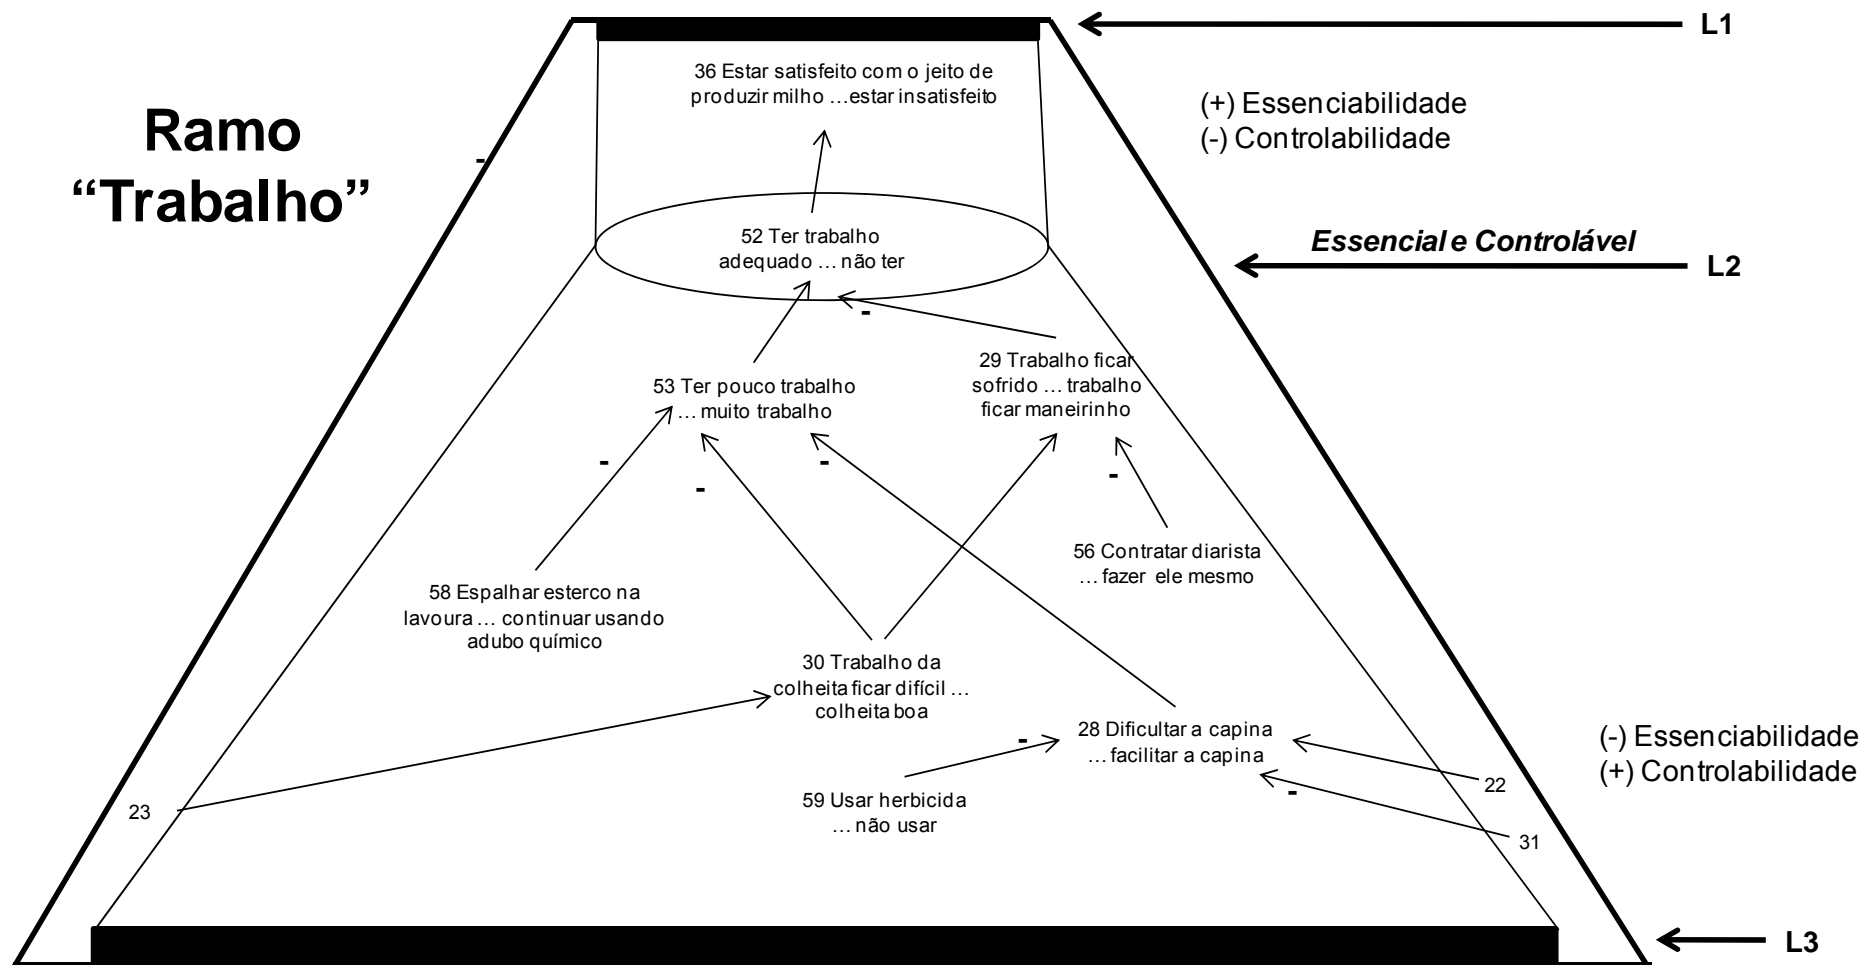 L1
36 Estar satisfeito com o jeito de
produzir milho ...estar insatisfeito
(+) Essenciabilidade
(-) Controlabilidade
Ramo
“Trabalho”
-
52 Ter trabalho
adequado ... não ter
Essencial e Controlável
L2
-
29 Trabalho ficar
sofrido ... trabalho
ficar maneirinho
53 Ter pouco trabalho
... muito trabalho
-
-
-
-
56 Contratar diarista
... fazer ele mesmo
58 Espalhar esterco na
lavoura ... continuar usando
adubo químico
30 Trabalho da
colheita ficar difícil ...
colheita boa
28 Dificultar a capina
... facilitar a capina
-
(-) Essenciabilidade
(+) Controlabilidade
22
-
59 Usar herbicida
... não usar
23
31
L3